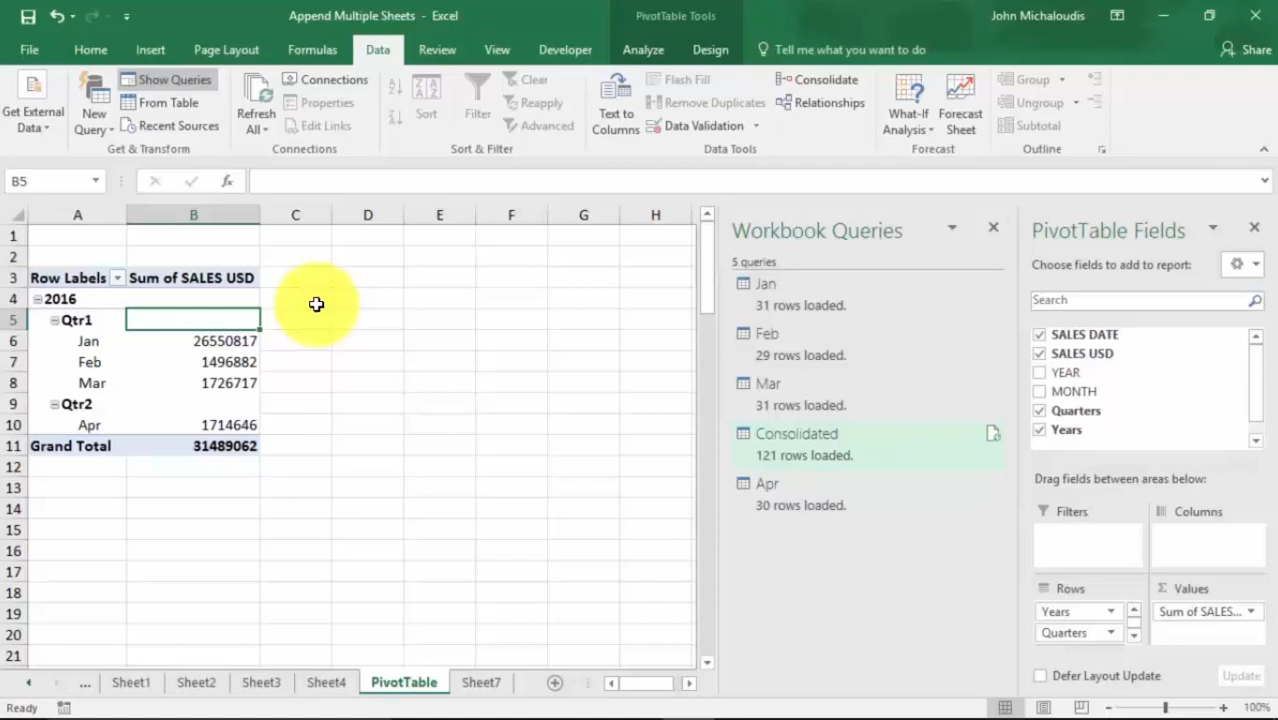 Append Multiple Sheets - Excel
PivotTable Tools
John Michaloudis
File Home Insert Page Layout Formulas Data Review View Developer Analyze Design Tell me what you want to do Share
Get External Data
New Query
Show Queries
From Table
Recent Sources
Get & Transform
Refresh All
Connections
Properties
Edit Links
Connections
Sort
Filter
Clear
Reapply
Advanced
Sort & Filter
Text to Columns
Flash Fill
Remove Duplicates
Data Validation
Consolidate
Relationships
Data Tools
What-If Analysis
Forecast Sheet
Forecast
Group
Ungroup
Subtotal
Outline
B5
fx
A B C D E F G H
1
2
3 Row Labels Sum of SALES USD
4 2016
5 Qtr1
6 Jan 26550817
7 Feb 1496882
8 Mar 1726717
9 Qtr2
10 Apr 1714646
11 Grand Total 31489062
12
13
14
15
16
17
18
19
20
21
Workbook Queries
5 queries
Jan
31 rows loaded.
Feb
29 rows loaded.
Mar
31 rows loaded.
Consolidated
121 rows loaded.
Apr
30 rows loaded.
PivotTable Fields
Choose fields to add to report:
Search
SALES DATE
SALES USD
YEAR
MONTH
Quarters
Years
Drag fields between areas below:
Filters
Columns
Rows
Values
Years
Sum of SALES...
Quarters
Defer Layout Update
Update
... Sheet1 Sheet2 Sheet3 Sheet4 PivotTable Sheet7
Ready
100%